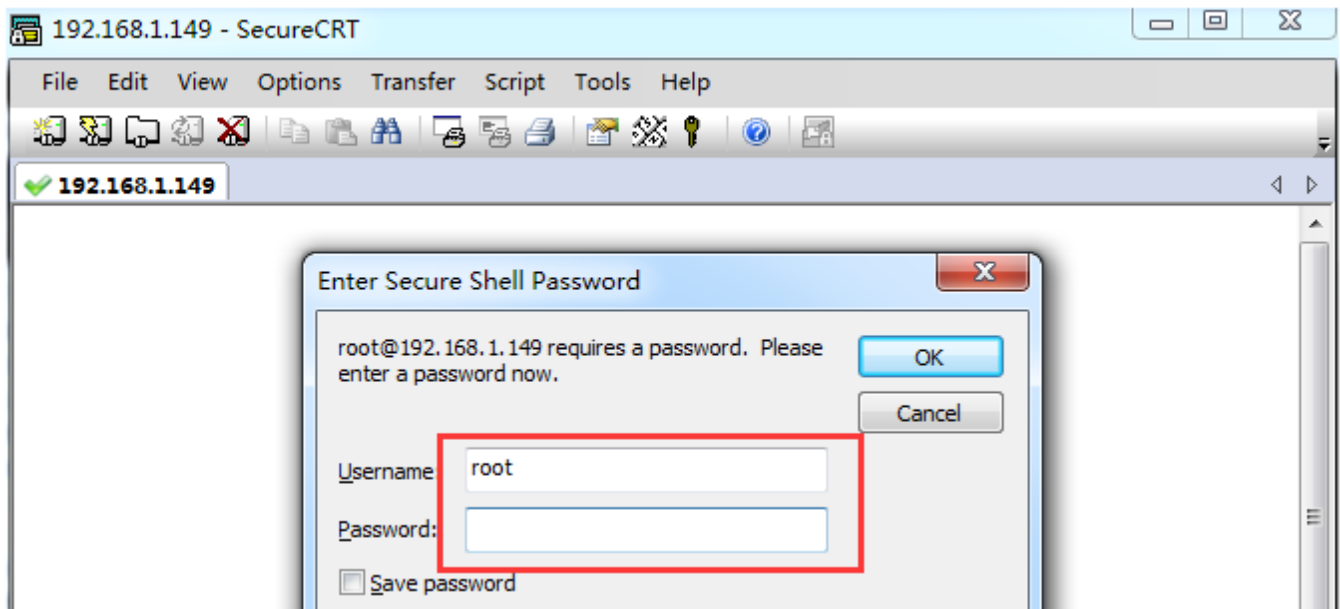 192.168.1.149 - SecureCRT
File Edit View Options Transfer Script Tools Help
192.168.1.149
Enter Secure Shell Password
root@192.168.1.149 requires a password. Please
enter a password now.
OK
Cancel
Username: root
Password:
Save password